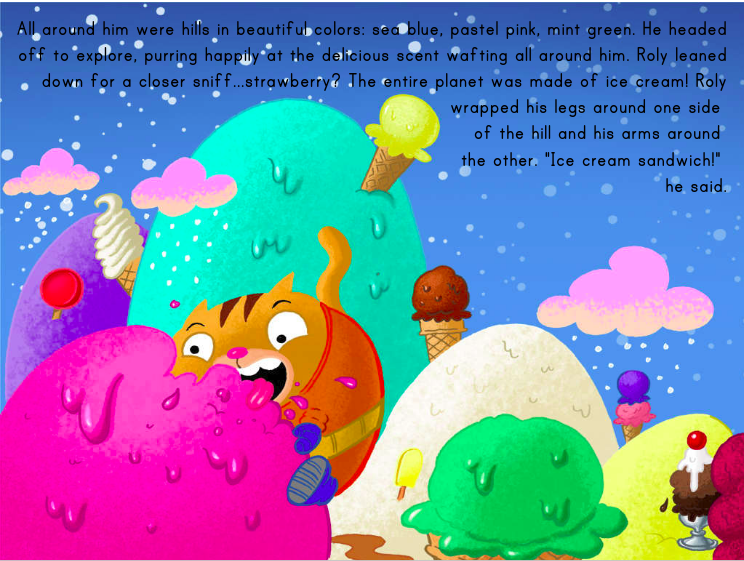 All around him were hills in beautiful colors: sea blue, pastel pink, mint green. He headed
off to explore, purring happily at the delicious scent wafting all around him. Roly leaned
down for a closer sniff...strawberry? The entire planet was made of ice cream! Roly
wrapped his legs around one side
of the hill and his arms around
the other. "Ice cream sandwich!"
he said.